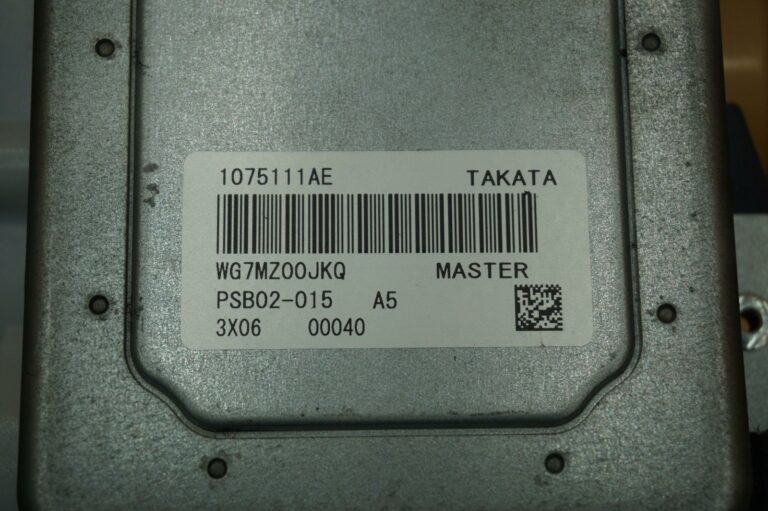 1075111AE TAKATA
WG7MZ00JKQ MASTER
PSB02-015 A5
3X06 00040